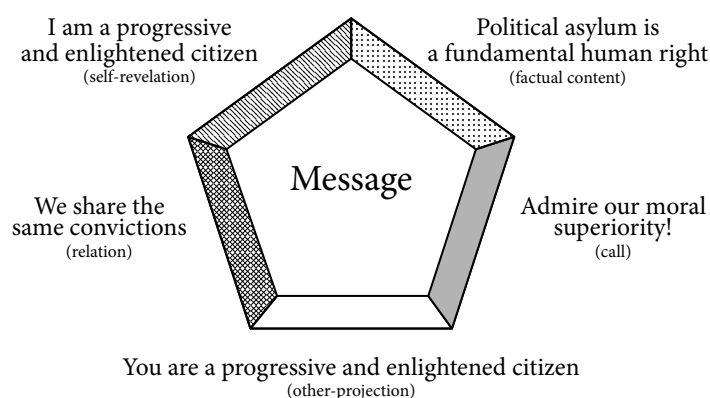 I am a progressive
and enlightened citizen
(self-revelation)
Political asylum is
a fundamental human right
(factual content)
Message
We share the
same convictions
(relation)
Admire our moral
superiority!
(call)
You are a progressive and enlightened citizen
(other-projection)